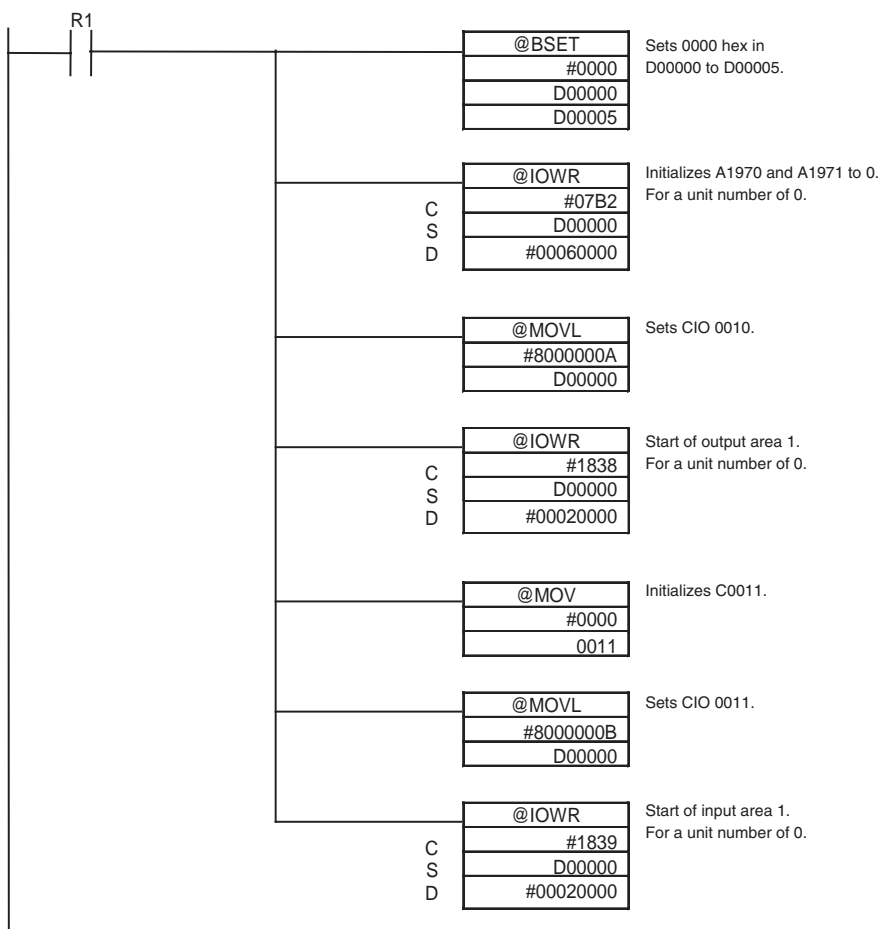 R1
@BSET
#0000
D00000
D00005
Sets 0000 hex in
D00000 to D00005.
@IOWR
C #07B2
S D00000
D #00060000
Initializes A1970 and A1971 to 0.
For a unit number of 0.
@MOVL
#8000000A
D00000
Sets CIO 0010.
@IOWR
C #1838
S D00000
D #00020000
Start of output area 1.
For a unit number of 0.
@MOV
#0000
0011
Initializes C0011.
@MOVL
#8000000B
D00000
Sets CIO 0011.
@IOWR
C #1839
S D00000
D #00020000
Start of input area 1.
For a unit number of 0.